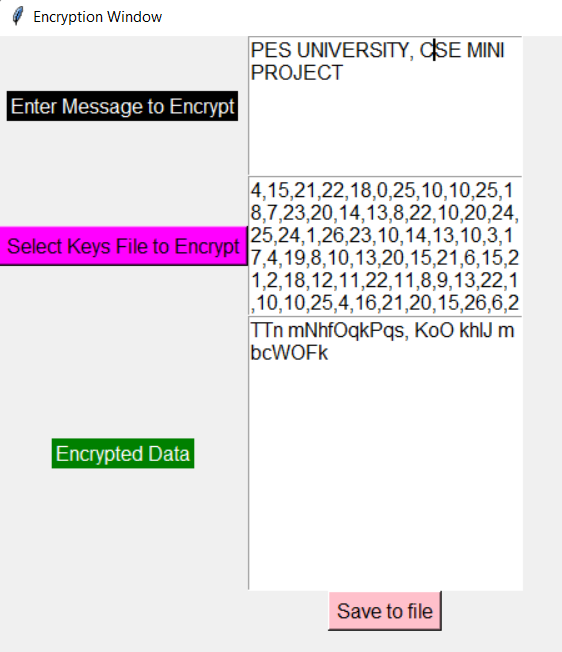 Encryption Window
PES UNIVERSITY, CSE MINI
PROJECT
Enter Message to Encrypt
4,15,21,22,18,0,25,10,10,25,1
8,7,23,20,14,13,8,22,10,20,24,
25,24,1,26,23,10,14,13,10,3,1
7,4,19,8,10,13,20,15,21,6,15,2
1,2,18,12,11,22,11,8,9,13,22,1
,10,10,25,4,16,21,20,15,26,6,2
Select Keys File to Encrypt
TTn mNhfOqkPqs, KoO khlJ m
bcWOFk
Encrypted Data
Save to file